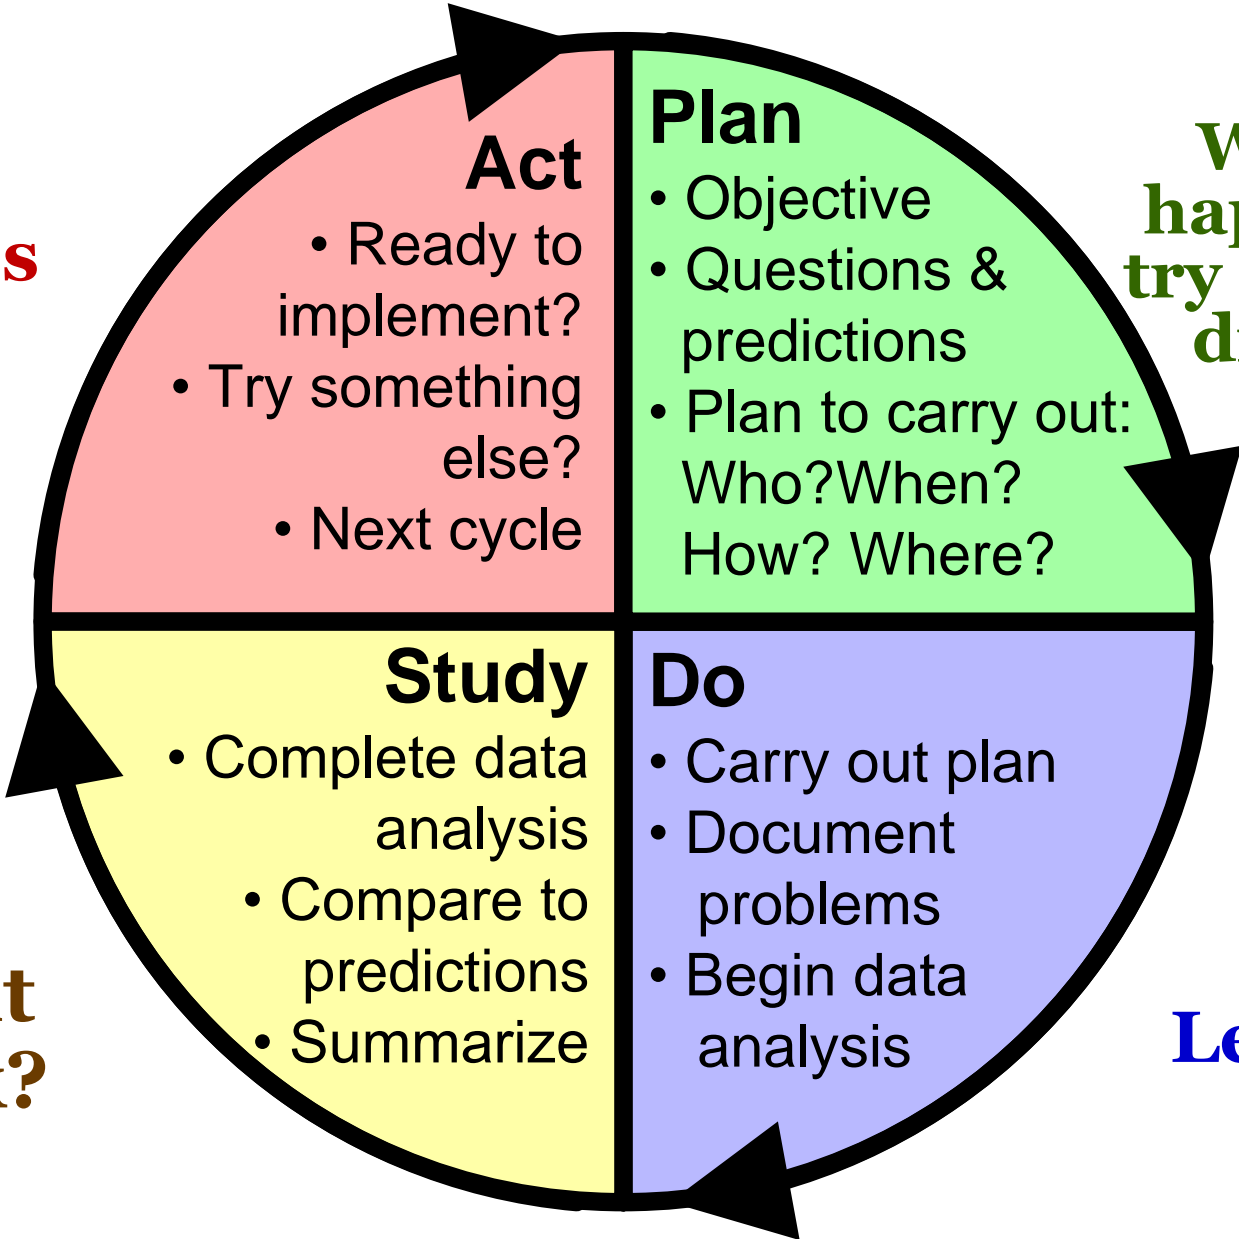 Plan
• Objective
• Questions &
predictions
• Plan to carry out:
Who?When?
How? Where?
Do
• Carry out plan
• Document
problems
• Begin data
analysis
Study
• Complete data
analysis
• Compare to
predictions
• Summarize
Act
• Ready to
implement?
• Try something
else?
• Next cycle
try